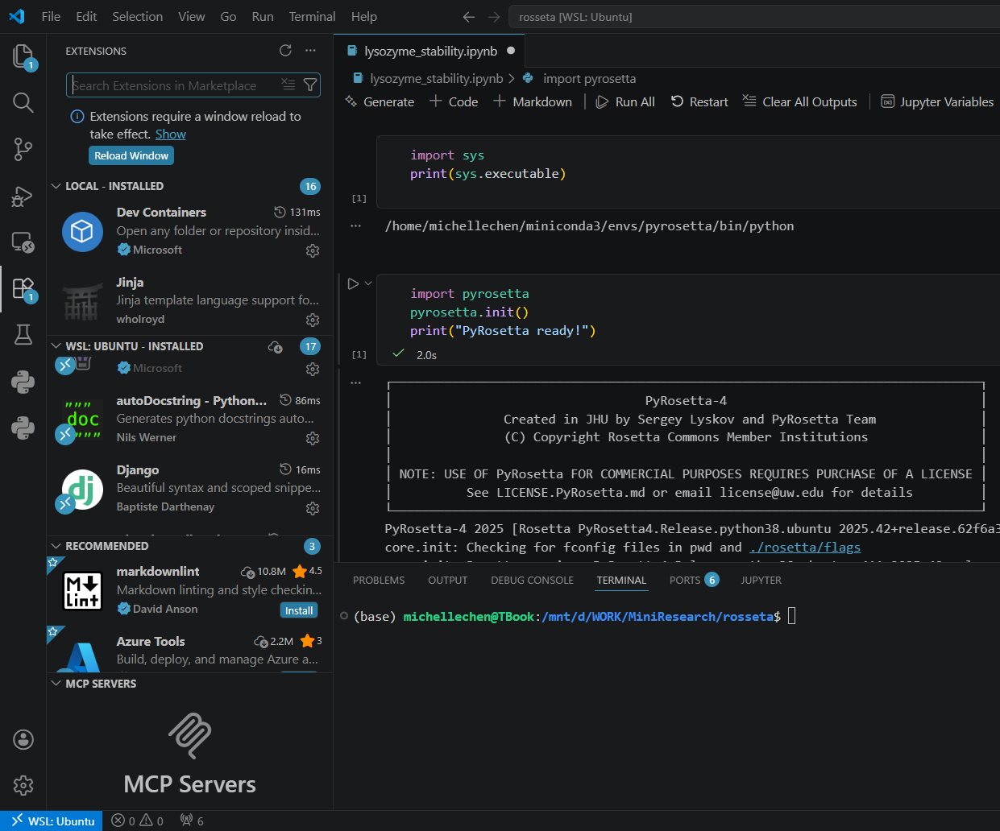 File Edit Selection View Go Run Terminal Help
rosseta [WSL: Ubuntu]
EXTENSIONS
Search Extensions in Marketplace
Extensions require a window reload to
take effect. Show
Reload Window
LOCAL - INSTALLED 16
Dev Containers 131ms
Open any folder or repository insid...
Microsoft
Jinja
Jinja template language support fo...
wholroyd
WSL: UBUNTU - INSTALLED 17
Microsoft
autoDocstring - Python... 86ms
Generates python docstrings auto...
Nils Werner
""" doc """
Django 16ms
Beautiful syntax and scoped snippe...
Baptiste Darthenay
dj
RECOMMENDED 3
markdownlint 10.8M 4.5
Markdown linting and style checkin...
David Anson Install
M Lint
Azure Tools 2.2M 3
Build, deploy, and manage Azure a...
MCP SERVERS
MCP Servers
1
1
lysozyme_stability.ipynb
lysozyme_stability.ipynb > import pyrosetta
Generate + Code + Markdown Run All Restart Clear All Outputs Jupyter Variables
import sys
print(sys.executable)
[1]
... /home/michellechen/miniconda3/envs/pyrosetta/bin/python
import pyrosetta
pyrosetta.init()
print("PyRosetta ready!")
[1] 2.0s
...
PyRosetta-4
Created in JHU by Sergey Lyskov and PyRosetta Team
(C) Copyright Rosetta Commons Member Institutions
NOTE: USE OF PyRosetta FOR COMMERCIAL PURPOSES REQUIRES PURCHASE OF A LICENSE
See LICENSE.PyRosetta.md or email license@uw.edu for details
PyRosetta-4 2025 [Rosetta PyRosetta4.Release.python38.ubuntu 2025.42+release.62f6a3
core.init: Checking for fconfig files in pwd and ./rosetta/flags
PROBLEMS OUTPUT DEBUG CONSOLE TERMINAL PORTS 6 JUPYTER
(base) michellechen@TBook:/mnt/d/WORK/MiniResearch/rosseta$
WSL: Ubuntu 0 0 6